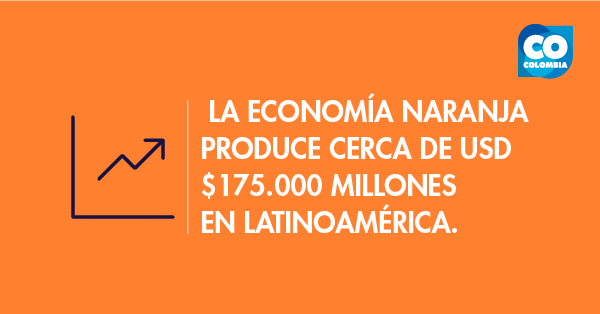 CO
COLOMBIA
LA ECONOMÍA NARANJA
PRODUCE CERCA DE USD
$175.000 MILLONES
EN LATINOAMÉRICA.